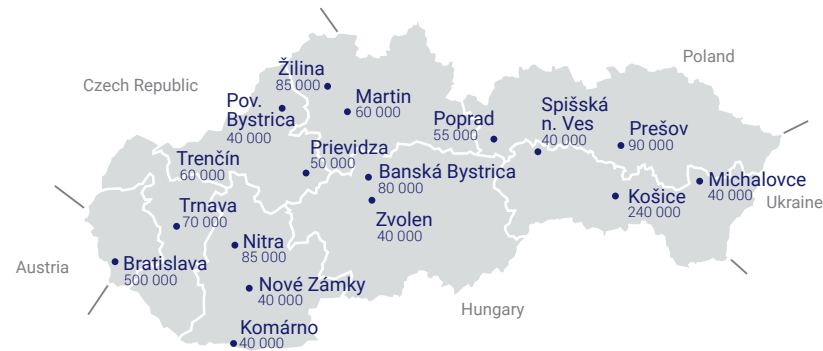 Poland
Žilina
85 000
Czech Republic
Martin
60 000
Pov.
Bystrica
40 000
Poprad
55 000
Spišská
n. Ves
40 000
Prešov
90 000
Prievidza
50 000
Trenčín
60 000
Banská Bystrica
80 000
Michalovce
40 000
Košice
240 000
Ukraine
Trnava
70 000
Zvolen
40 000
Nitra
85 000
Austria
Bratislava
500 000
Nové Zámky
40 000
Hungary
Komárno
40 000